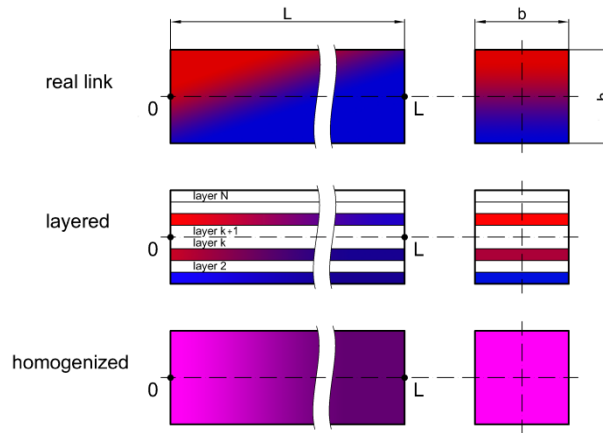 L
b
real link
0
L
h
layer N
layered
layer k+1
layer k
0
L
layer 2
homogenized
0
L